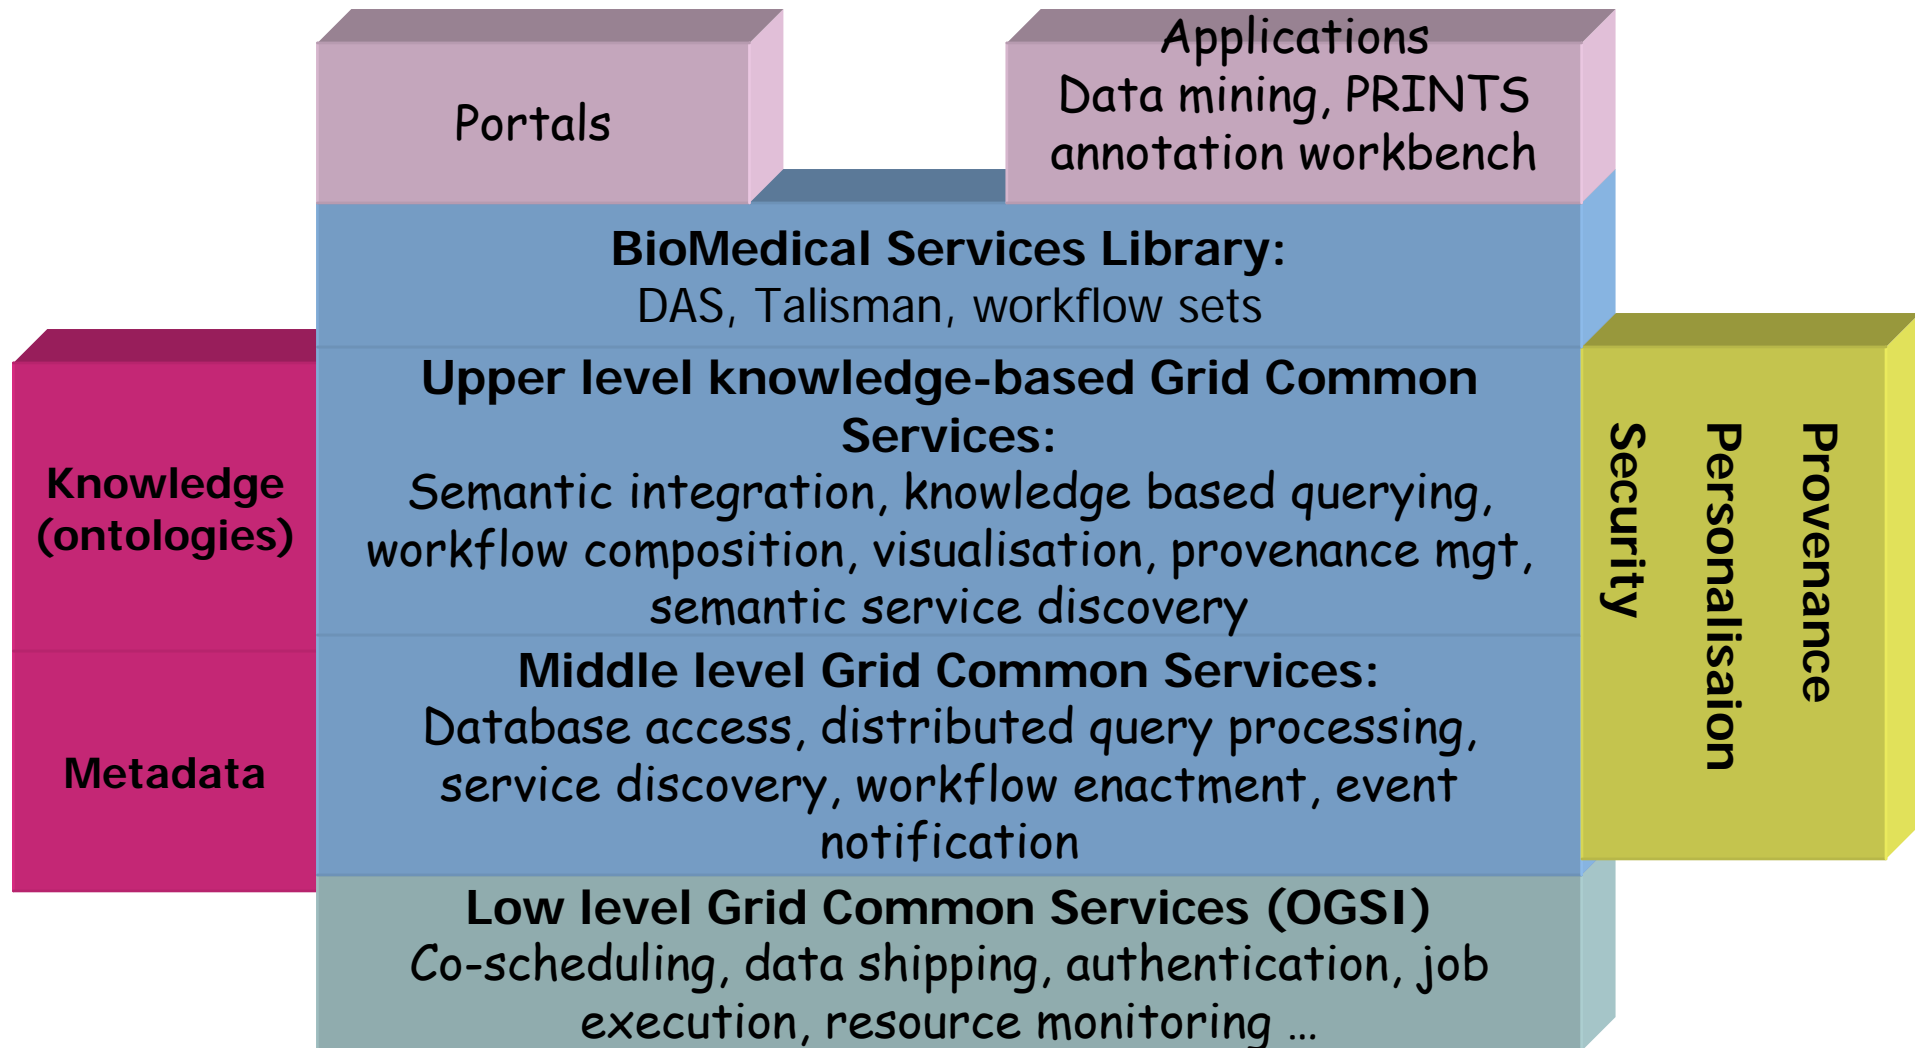 Portals
Applications
Data mining, PRINTS
annotation workbench
BioMedical Services Library:
DAS, Talisman, workflow sets
Upper level knowledge-based Grid Common
Services:
Semantic integration, knowledge based querying,
workflow composition, visualisation, provenance mgt,
semantic service discovery
Knowledge
(ontologies)
Metadata
Middle level Grid Common Services:
Database access, distributed query processing,
service discovery, workflow enactment, event
notification
Provenance
Personalisaion
Security
Low level Grid Common Services (OGSI)
Co-scheduling, data shipping, authentication, job
execution, resource monitoring …